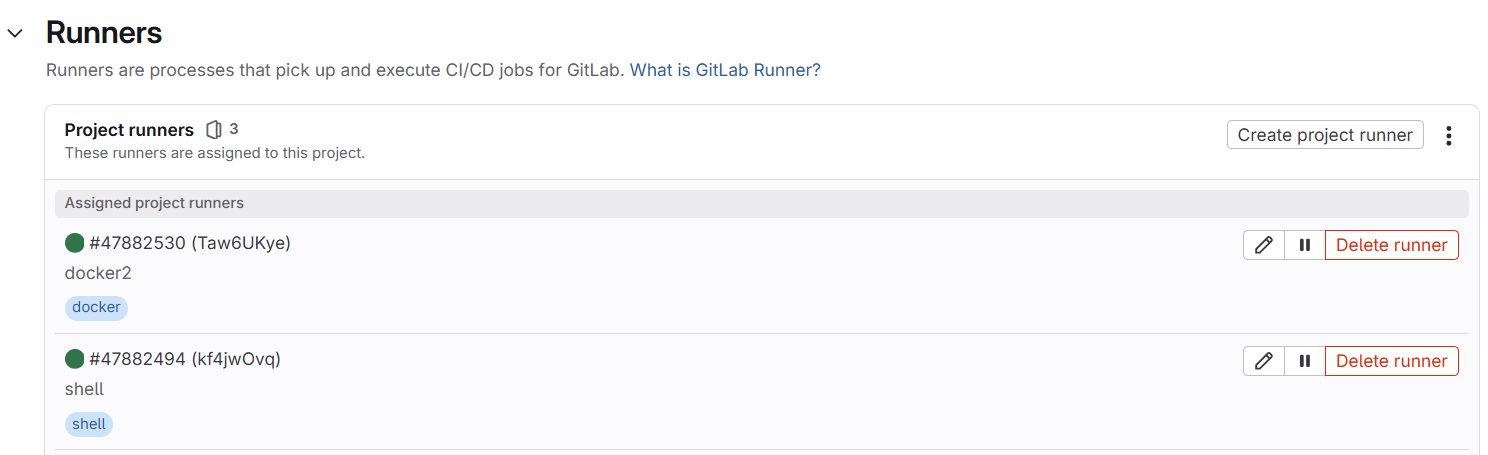 Runners
Runners are processes that pick up and execute CI/CD jobs for GitLab. What is GitLab Runner?
Project runners 3
Create project runner
These runners are assigned to this project.
Assigned project runners
#47882530 (Taw6UKye)
Delete runner
docker2
docker
#47882494 (kf4jwOvq)
Delete runner
shell
shell